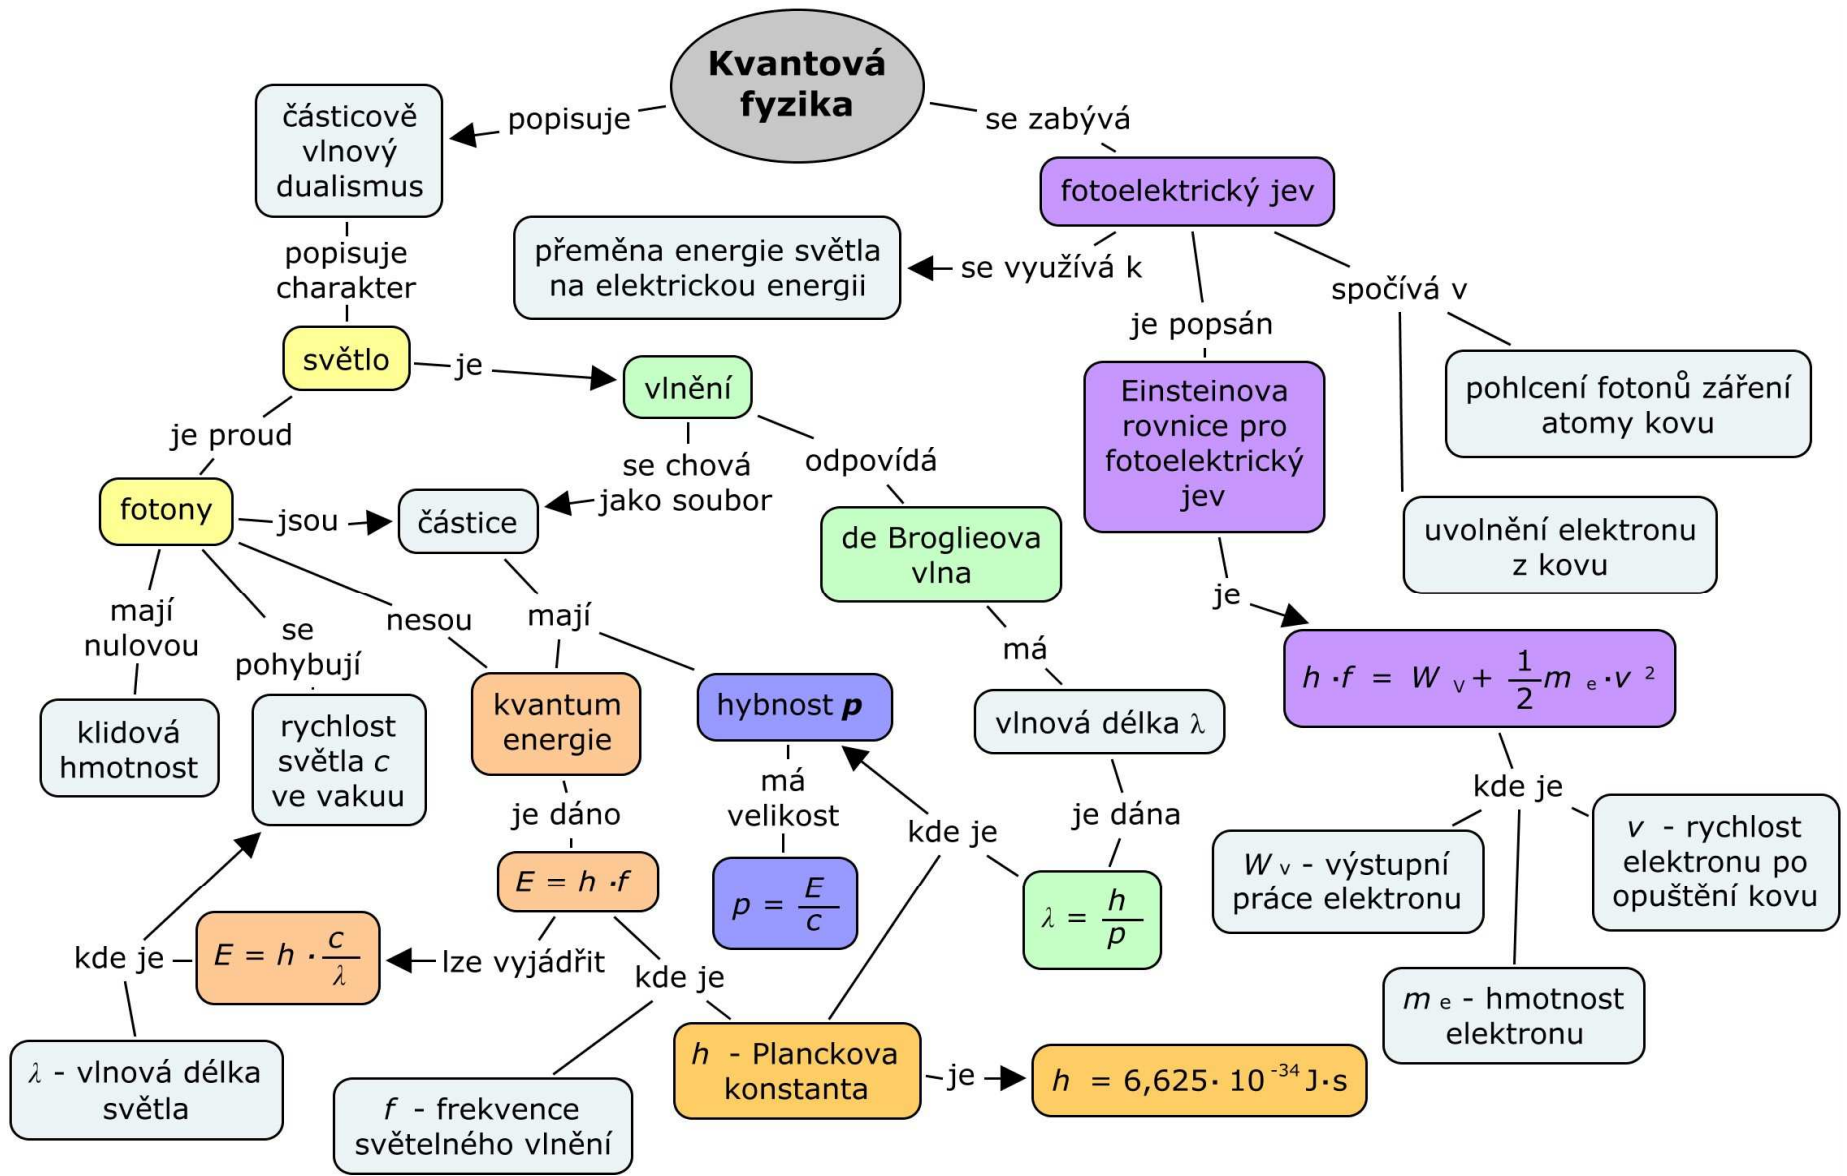 Kvantová
fyzika
popisuje
se zabývá
částicově
vlnový
dualismus
fotoelektrický jev
popisuje
charakter
přeměna energie světla
na elektrickou energii
se využívá k
spočívá v
je popsán
světlo
je
vlnění
Einsteinova
rovnice pro
fotoelektrický
jev
pohlcení fotonů záření
atomy kovu
je proud
se chová
jako soubor
odpovídá
fotony
jsou
částice
de Broglieova
vlna
uvolnění elektronu
z kovu
mají
nulovou
se
pohybují
nesou
mají
má
je
klidová
hmotnost
rychlost
světla c
ve vakuu
kvantum
energie
hybnost p
vlnová délka λ
h · f = W v + 1/2 m e · v ²
je dáno
má
velikost
kde je
je dána
kde je
E = h · f
p = E/c
λ = h/p
W v - výstupní
práce elektronu
v - rychlost
elektronu po
opuštění kovu
kde je
E = h · c/λ
lze vyjádřit
kde je
m e - hmotnost
elektronu
λ - vlnová délka
světla
f - frekvence
světelného vlnění
h - Planckova
konstanta
je
h = 6,625· 10⁻³⁴ J·s